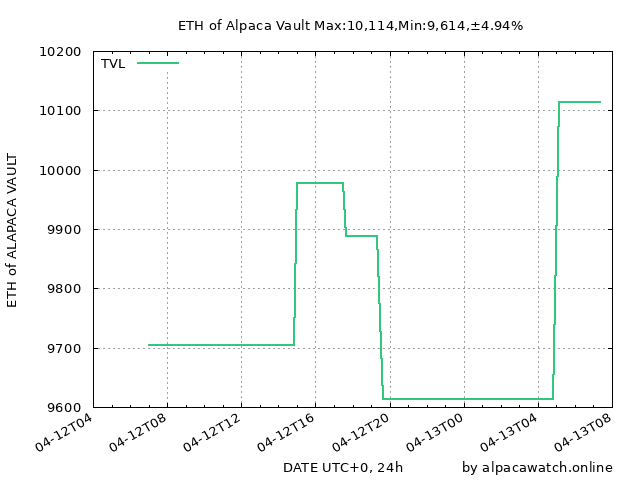 ETH of Alpaca Vault Max:10,114,Min:9,614,±4.94%
TVL
10200
10100
10000
9900
9800
9700
9600
ETH of ALAPACA VAULT
04-12T04
04-12T08
04-12T12
04-12T16
04-12T20
04-13T00
04-13T04
04-13T08
DATE UTC+0, 24h
by alpacawatch.online